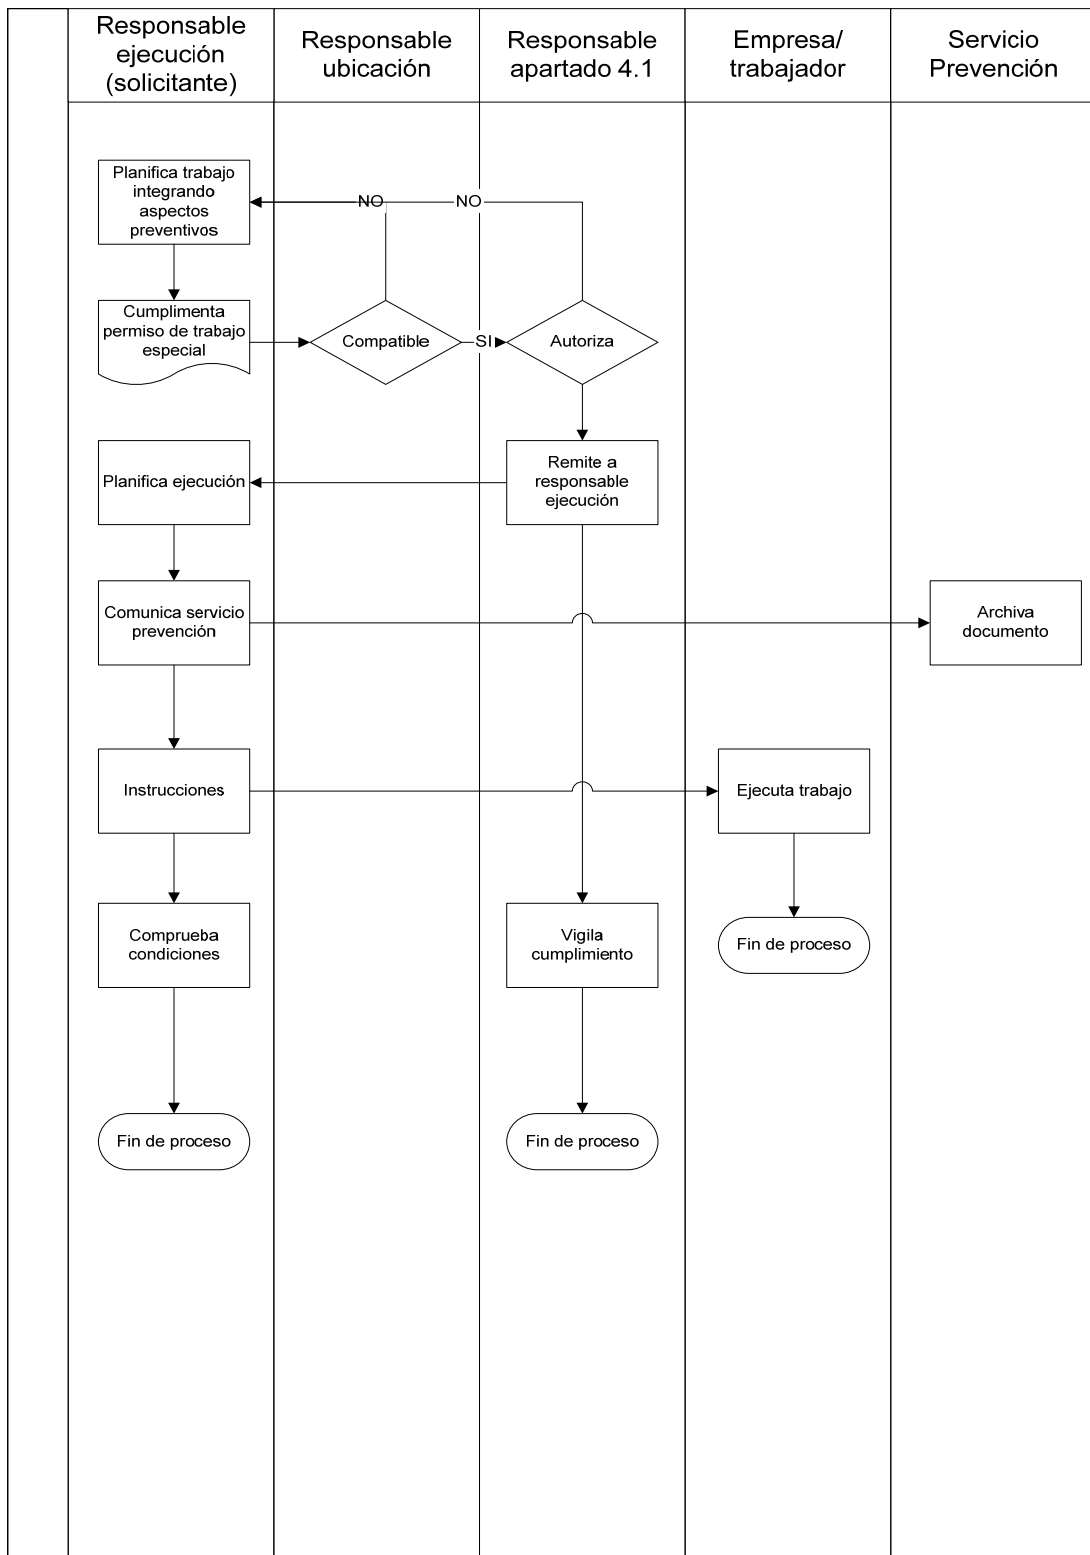 Responsable
ejecución
(solicitante)
Responsable
ubicación
Responsable
apartado 4.1
Empresa/
trabajador
Servicio
Prevención
Planifica trabajo
integrando
aspectos
preventivos
NO
NO
Cumplimenta
permiso de trabajo
especial
Compatible
SI
Autoriza
Planifica ejecución
Remite a
responsable
ejecución
Comunica servicio
prevención
Archiva
documento
Instrucciones
Ejecuta trabajo
Comprueba
condiciones
Vigila
cumplimiento
Fin de proceso
Fin de proceso
Fin de proceso